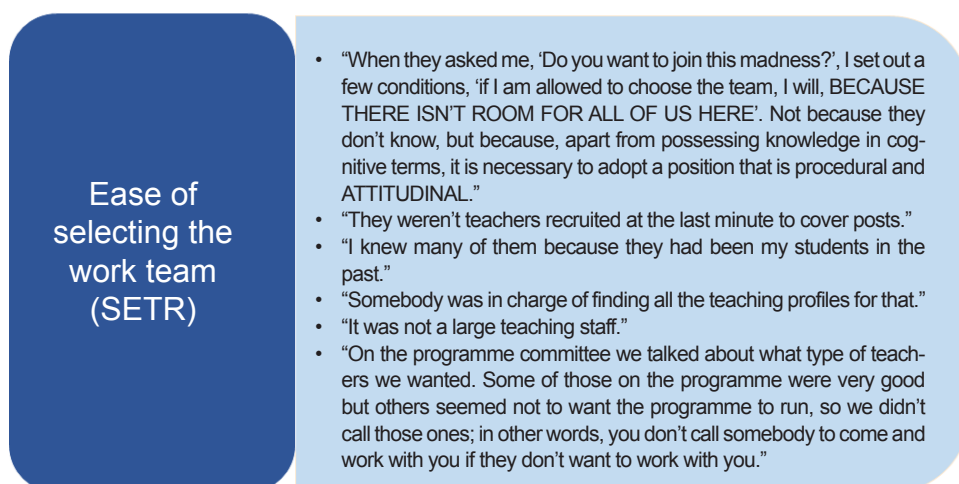 Ease of
selecting the
work team
(SETR)
• “When they asked me, ‘Do you want to join this madness?’, I set out a
few conditions, ‘if I am allowed to choose the team, I will, BECAUSE
THERE ISN’T ROOM FOR ALL OF US HERE’. Not because they
don’t know, but because, apart from possessing knowledge in cog-
nitive terms, it is necessary to adopt a position that is procedural and
ATTITUDINAL.”
• “They weren’t teachers recruited at the last minute to cover posts.”
• “I knew many of them because they had been my students in the
past.”
• “Somebody was in charge of finding all the teaching profiles for that.”
• “It was not a large teaching staff.”
• “On the programme committee we talked about what type of teach-
ers we wanted. Some of those on the programme were very good
but others seemed not to want the programme to run, so we didn’t
call those ones; in other words, you don’t call somebody to come and
work with you if they don’t want to work with you.”